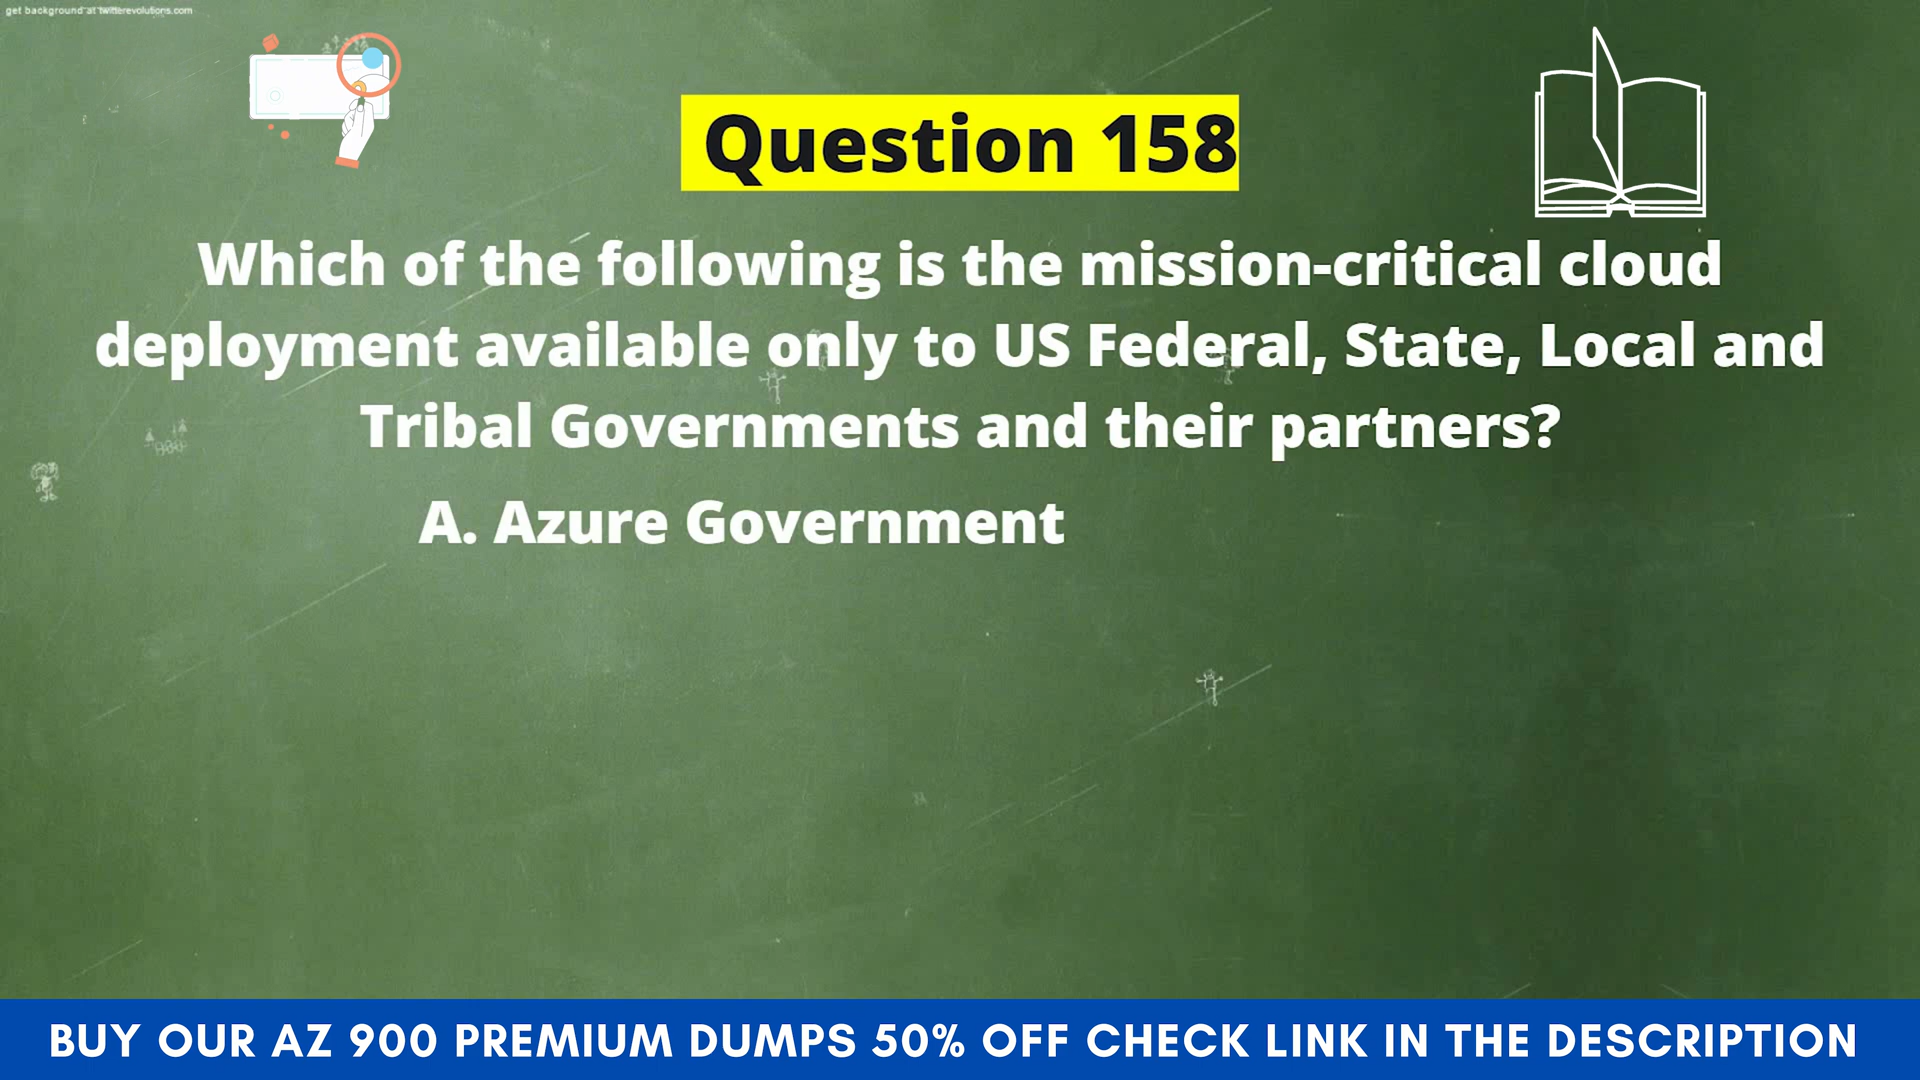 get background at twitterevolutions.com
Question 158
Which of the following is the mission-critical cloud
deployment available only to US Federal, State, Local and
Tribal Governments and their partners?
A. Azure Government
BUY OUR AZ 900 PREMIUM DUMPS 50% OFF CHECK LINK IN THE DESCRIPTION